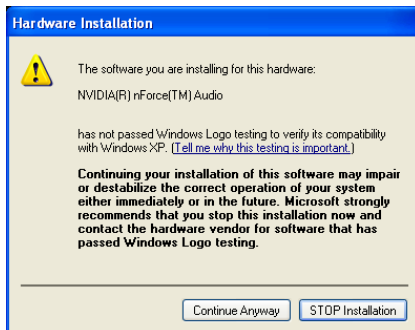 Hardware Installation
The software you are installing for this hardware:
NVIDIA(R) nForce(TM) Audio
has not passed Windows Logo testing to verify its compatibility
with Windows XP. (Tell me why this testing is important.)
Continuing your installation of this software may impair
or destabilize the correct operation of your system
either immediately or in the future. Microsoft strongly
recommends that you stop this installation now and
contact the hardware vendor for software that has
passed Windows Logo testing.
Continue Anyway
STOP Installation